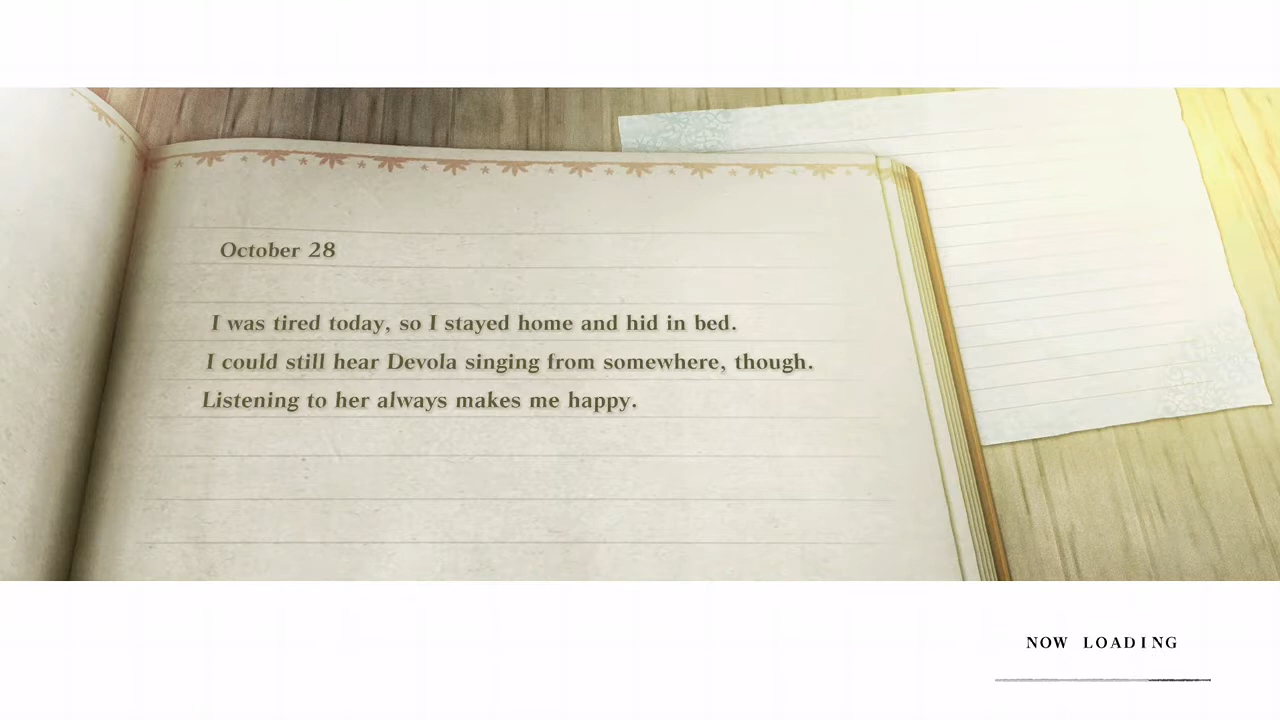 October 28
I was tired today, so I stayed home and hid in bed.
I could still hear Devola singing from somewhere, though.
Listening to her always makes me happy.
NOW LOADING